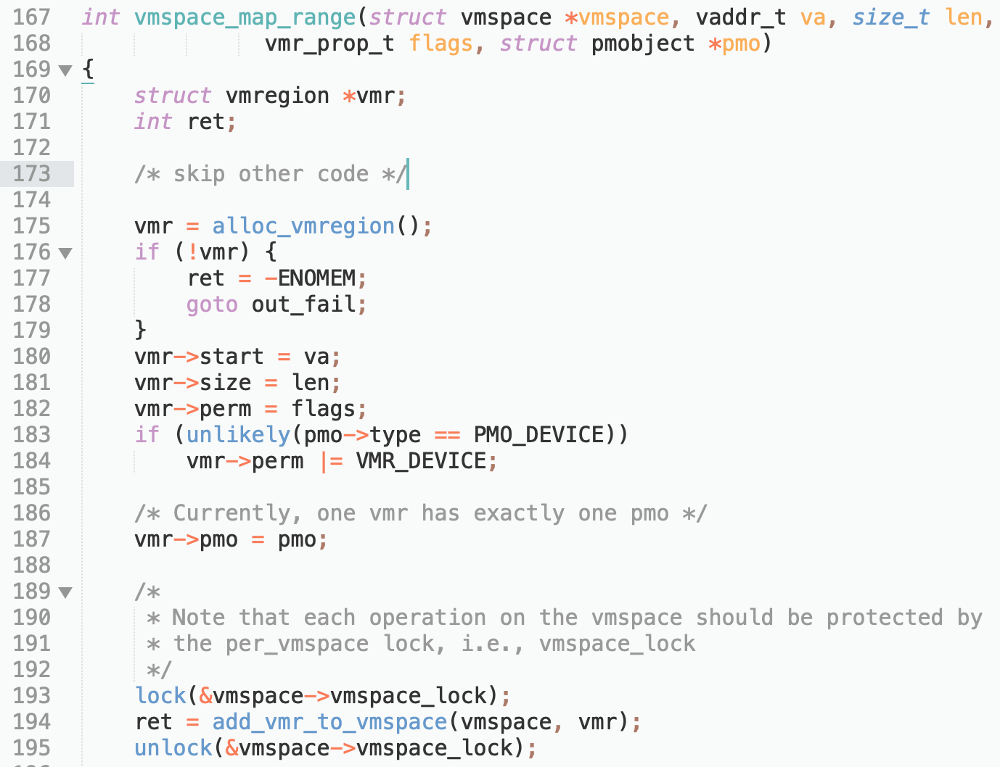 167 int vmspace_map_range(struct vmspace *vmspace, vaddr_t va, size_t len,
168 vmr_prop_t flags, struct pmobject *pmo)
169 {
170 struct vmregion *vmr;
171 int ret;
172
173 /* skip other code */
174
175 vmr = alloc_vmregion();
176 if (!vmr) {
177 ret = -ENOMEM;
178 goto out_fail;
179 }
180 vmr->start = va;
181 vmr->size = len;
182 vmr->perm = flags;
183 if (unlikely(pmo->type == PMO_DEVICE))
184 vmr->perm |= VMR_DEVICE;
185
186 /* Currently, one vmr has exactly one pmo */
187 vmr->pmo = pmo;
188
189 /*
190 * Note that each operation on the vmspace should be protected by
191 * the per_vmspace lock, i.e., vmspace_lock
192 */
193 lock(&vmspace->vmspace_lock);
194 ret = add_vmr_to_vmspace(vmspace, vmr);
195 unlock(&vmspace->vmspace_lock);